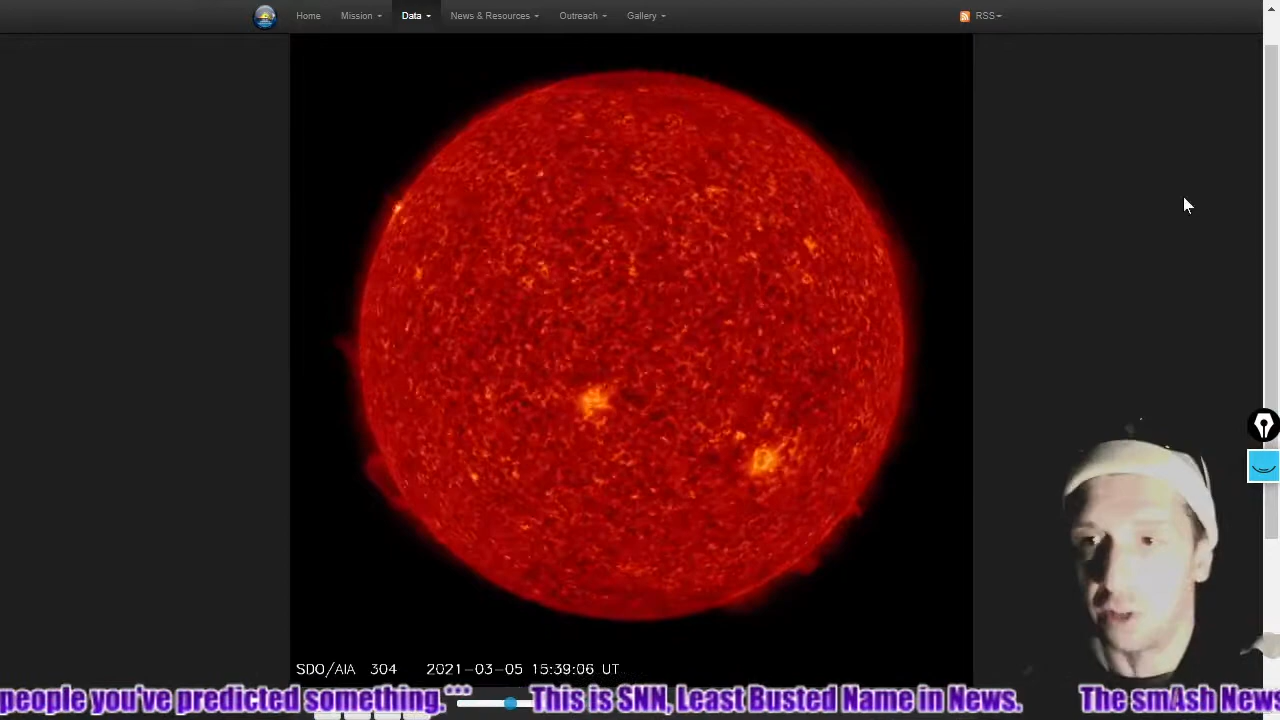 Home Mission Data News & Resources Outreach Gallery RSS
SDO/AIA 304 2021-03-05 15:39:06 UT
people you've predicted something.*** This is SNN, Least Busted Name in News. The smAsh News